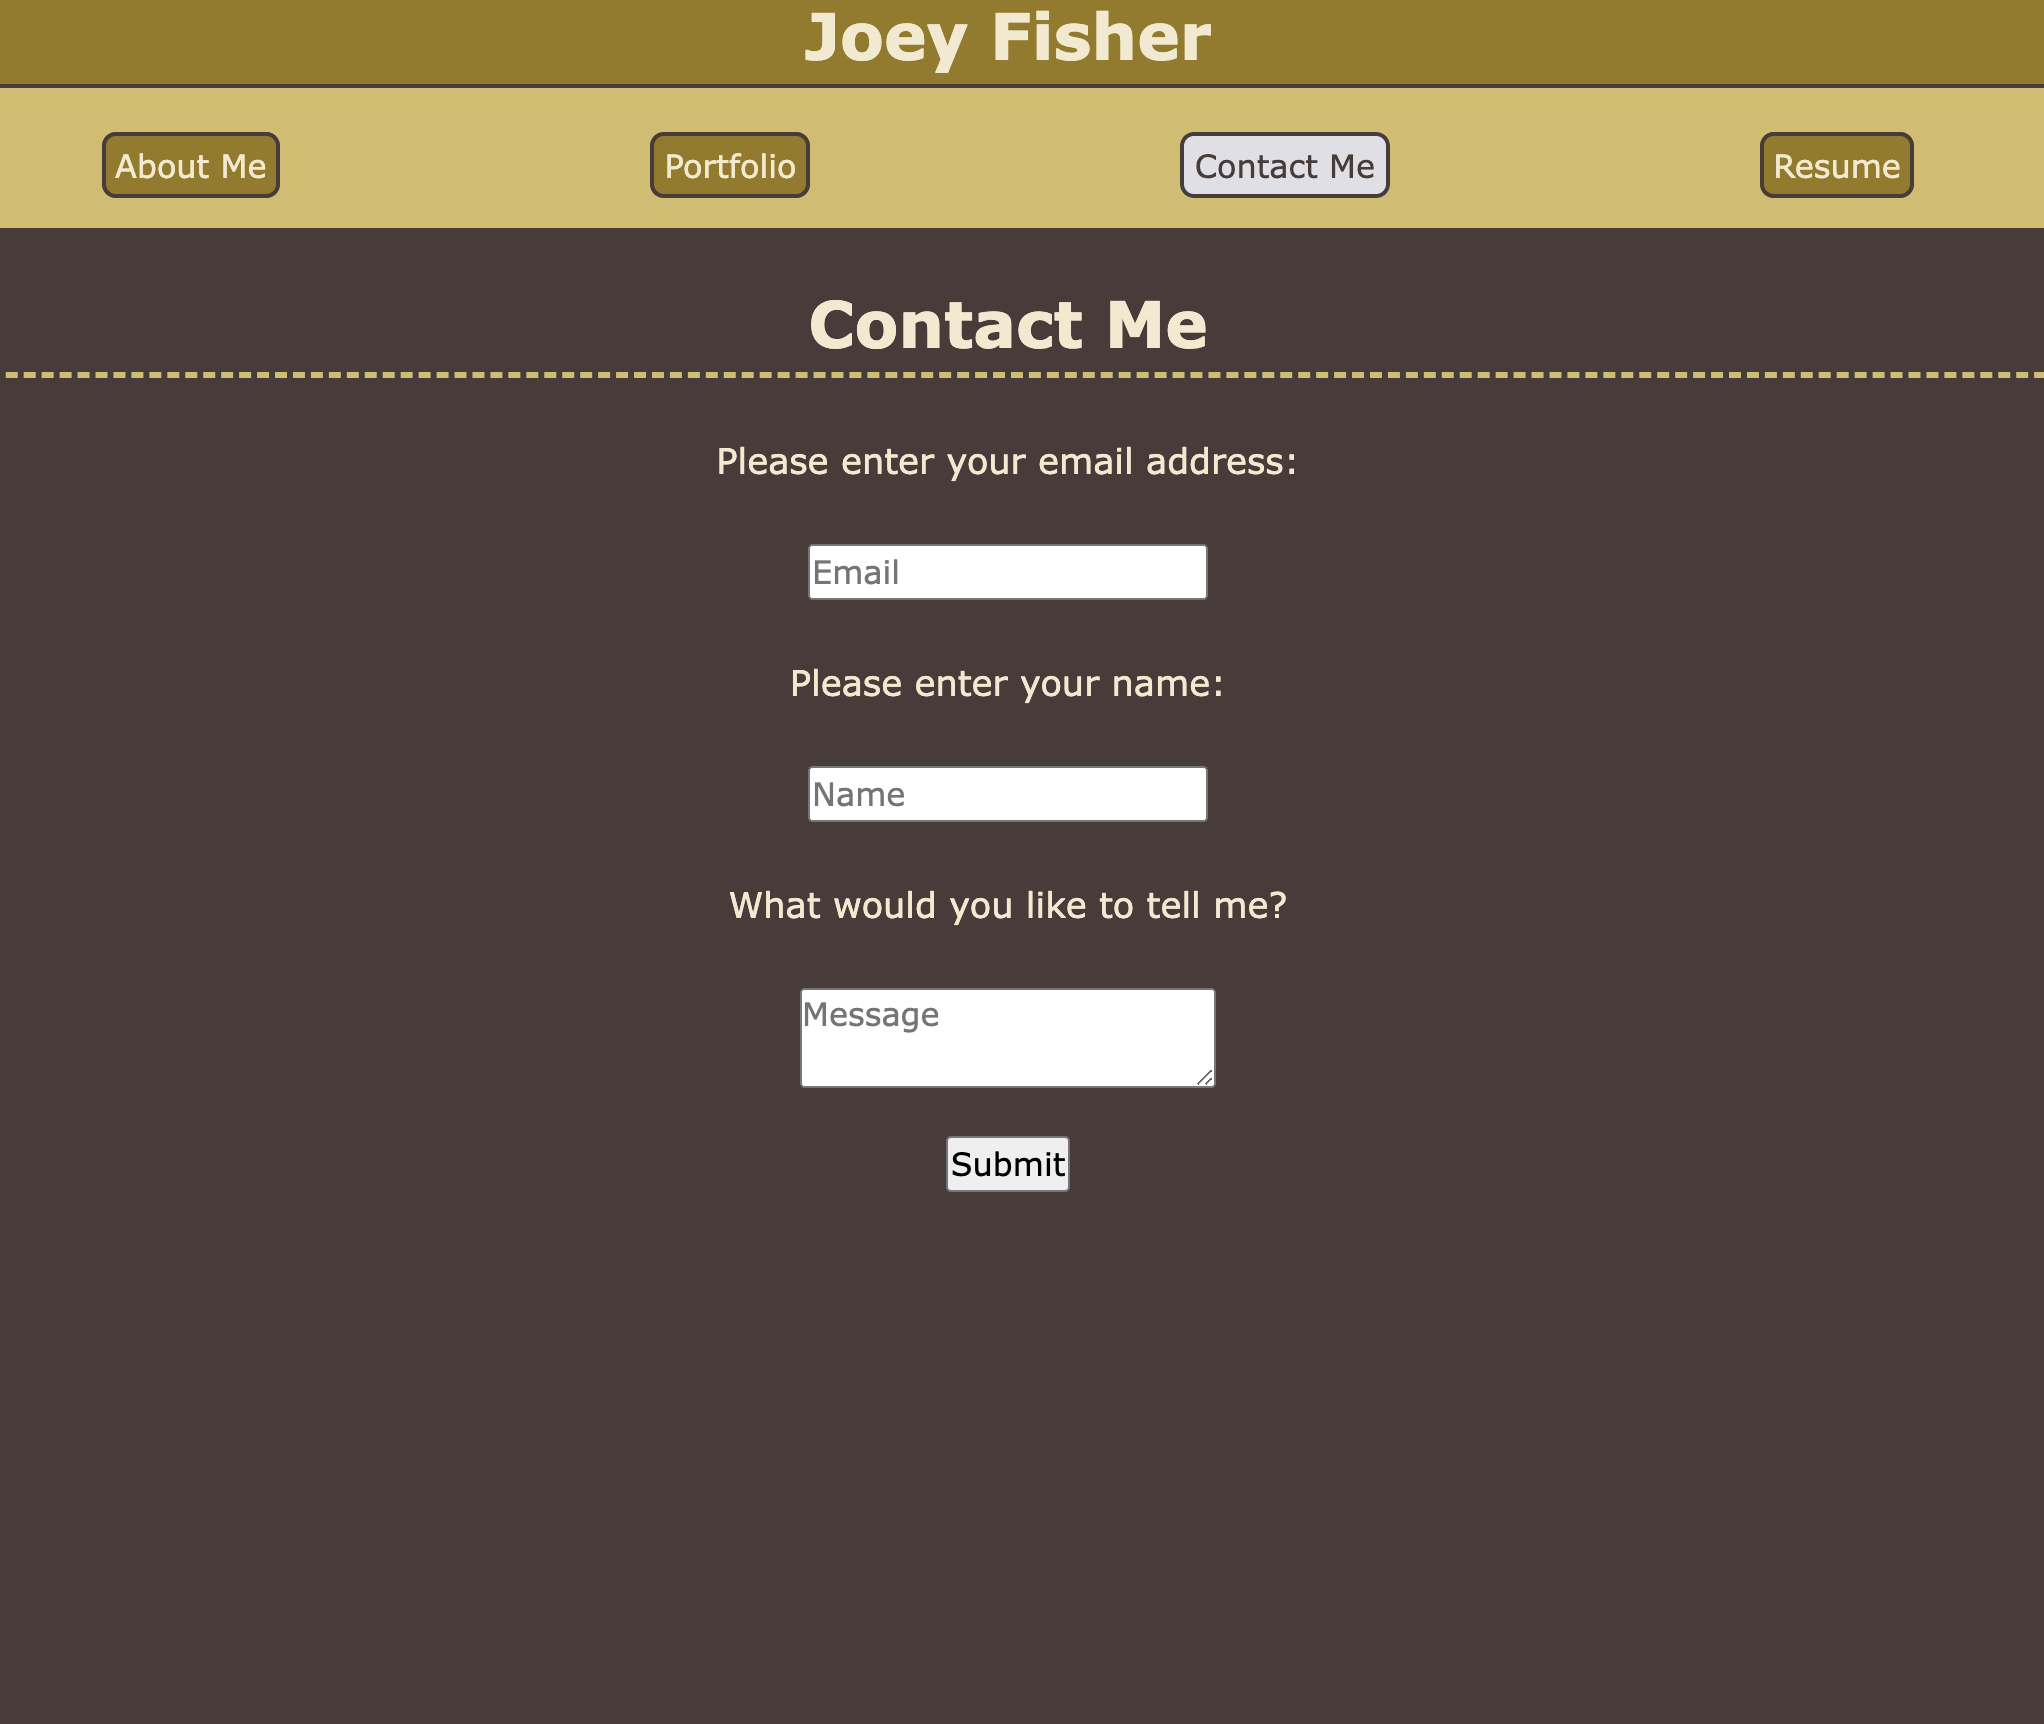 Joey Fisher
About Me Portfolio Contact Me Resume
Contact Me
Please enter your email address:
Email
Please enter your name:
Name
What would you like to tell me?
Message
Submit